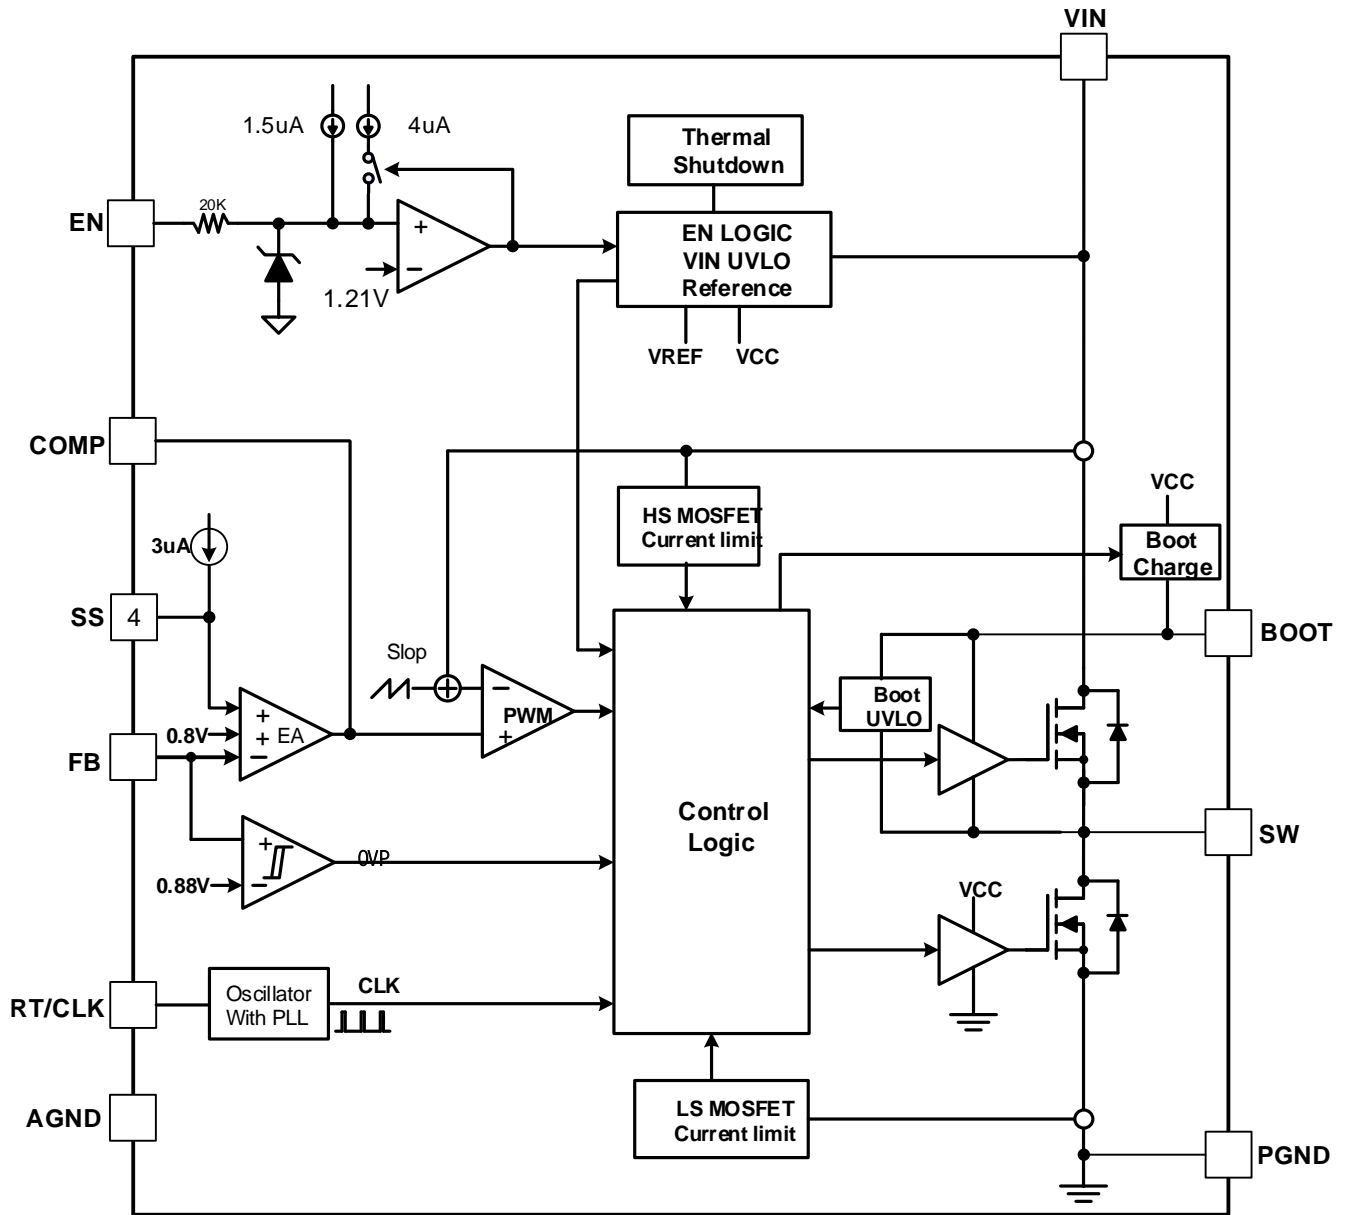 VIN
1.5uA
4uA
Thermal
Shutdown
EN
20K
+
−
1.21V
EN LOGIC
VIN UVLO
Reference
VREF
VCC
COMP
HS MOSFET
Current limit
VCC
Boot
Charge
3uA
SS
4
BOOT
Slop
Boot
UVLO
−
PWM
+
+
0.8V
+
EA
FB
−
Control
Logic
SW
+
OVP
0.88V
−
VCC
RT/CLK
Oscillator
With PLL
CLK
AGND
LS MOSFET
Current limit
PGND